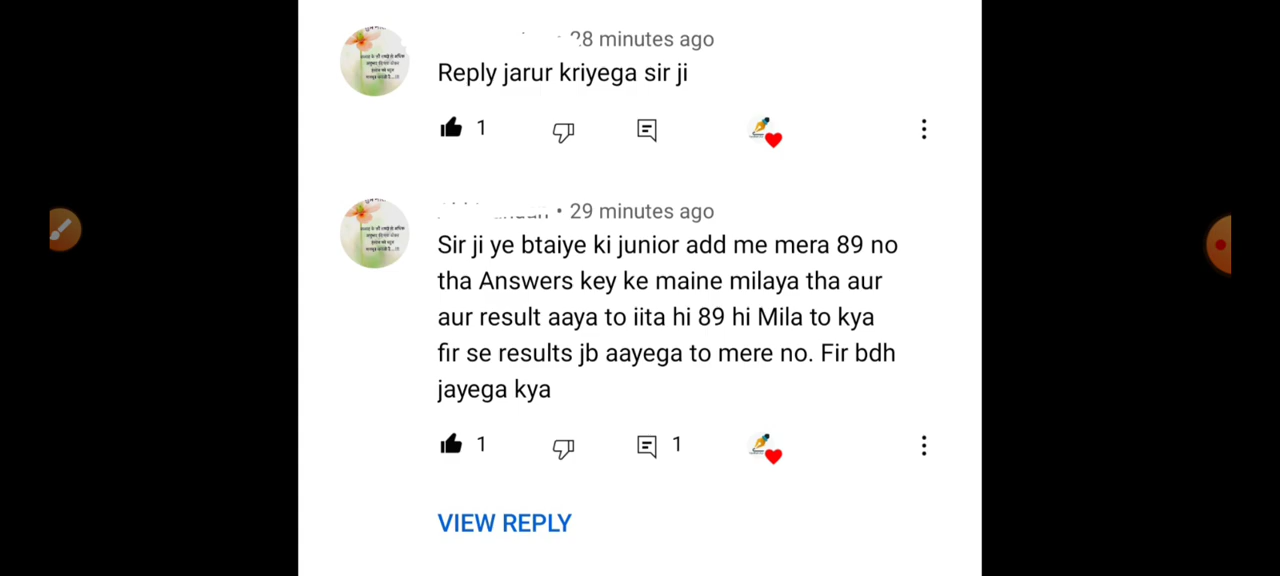 28 minutes ago
Reply jarur kriyega sir ji
1
• 29 minutes ago
Sir ji ye btaiye ki junior add me mera 89 no
tha Answers key ke maine milaya tha aur
aur result aaya to iita hi 89 hi Mila to kya
fir se results jb aayega to mere no. Fir bdh
jayega kya
1 1
VIEW REPLY